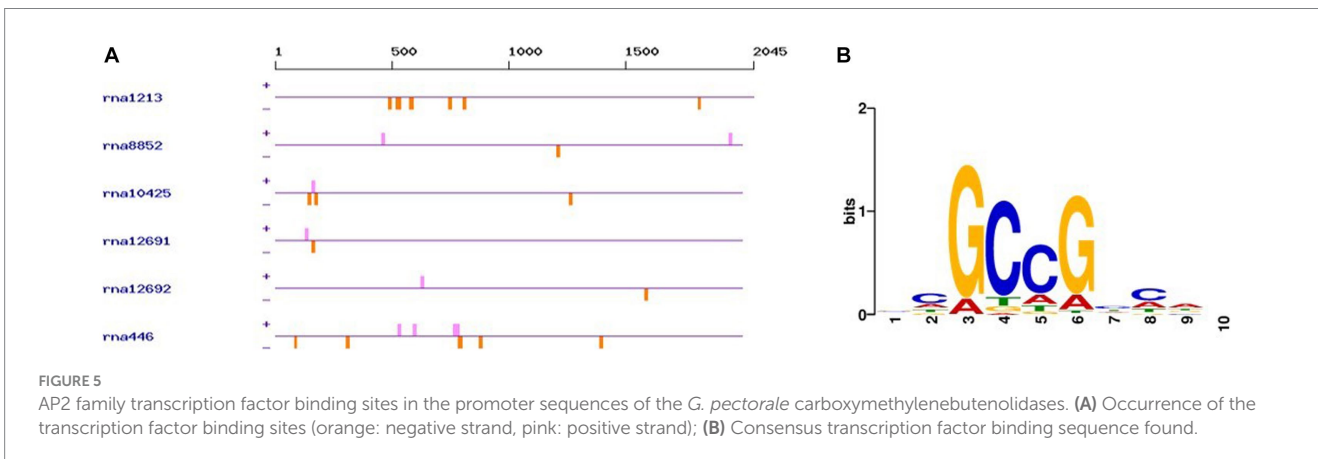 A
1 500 1000 1500 2045
+
rna1213
–
+
rna8852
–
+
rna10425
–
+
rna12691
–
+
rna12692
–
+
rna446
–
B
2
bits
1
0
GCCG
C A T C A T A T A G A C C A A
1 2 3 4 5 6 7 8 9 10
FIGURE 5
AP2 family transcription factor binding sites in the promoter sequences of the G. pectorale carboxymethylenebutenolidases. (A) Occurrence of the
transcription factor binding sites (orange: negative strand, pink: positive strand); (B) Consensus transcription factor binding sequence found.